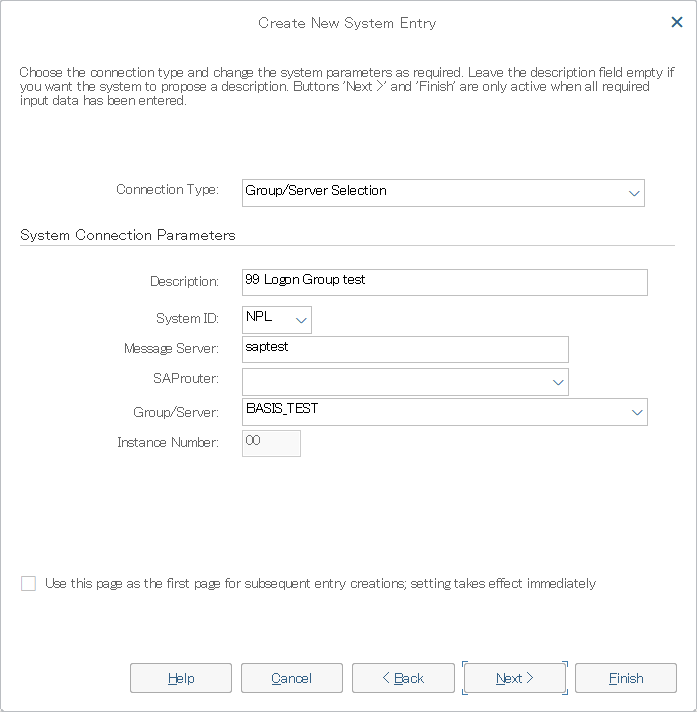 Create New System Entry
Choose the connection type and change the system parameters as required. Leave the description field empty if
you want the system to propose a description. Buttons 'Next >' and 'Finish' are only active when all required
input data has been entered.
Connection Type: Group/Server Selection
System Connection Parameters
Description: 99 Logon Group test
System ID: NPL
Message Server: saptest
SAProuter:
Group/Server: BASIS_TEST
Instance Number: 00
Use this page as the first page for subsequent entry creations; setting takes effect immediately
Help Cancel < Back Next > Finish